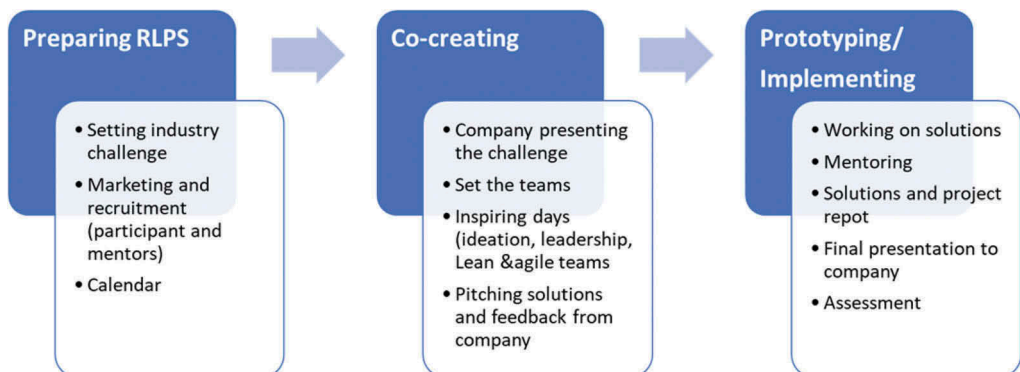 Preparing RLPS
• Setting industry
challenge
• Marketing and
recruitment
(participant and
mentors)
• Calendar
Co-creating
• Company presenting
the challenge
• Set the teams
• Inspiring days
(ideation, leadership,
Lean &agile teams
• Pitching solutions
and feedback from
company
Prototyping/
Implementing
• Working on solutions
• Mentoring
• Solutions and project
repot
• Final presentation to
company
• Assessment